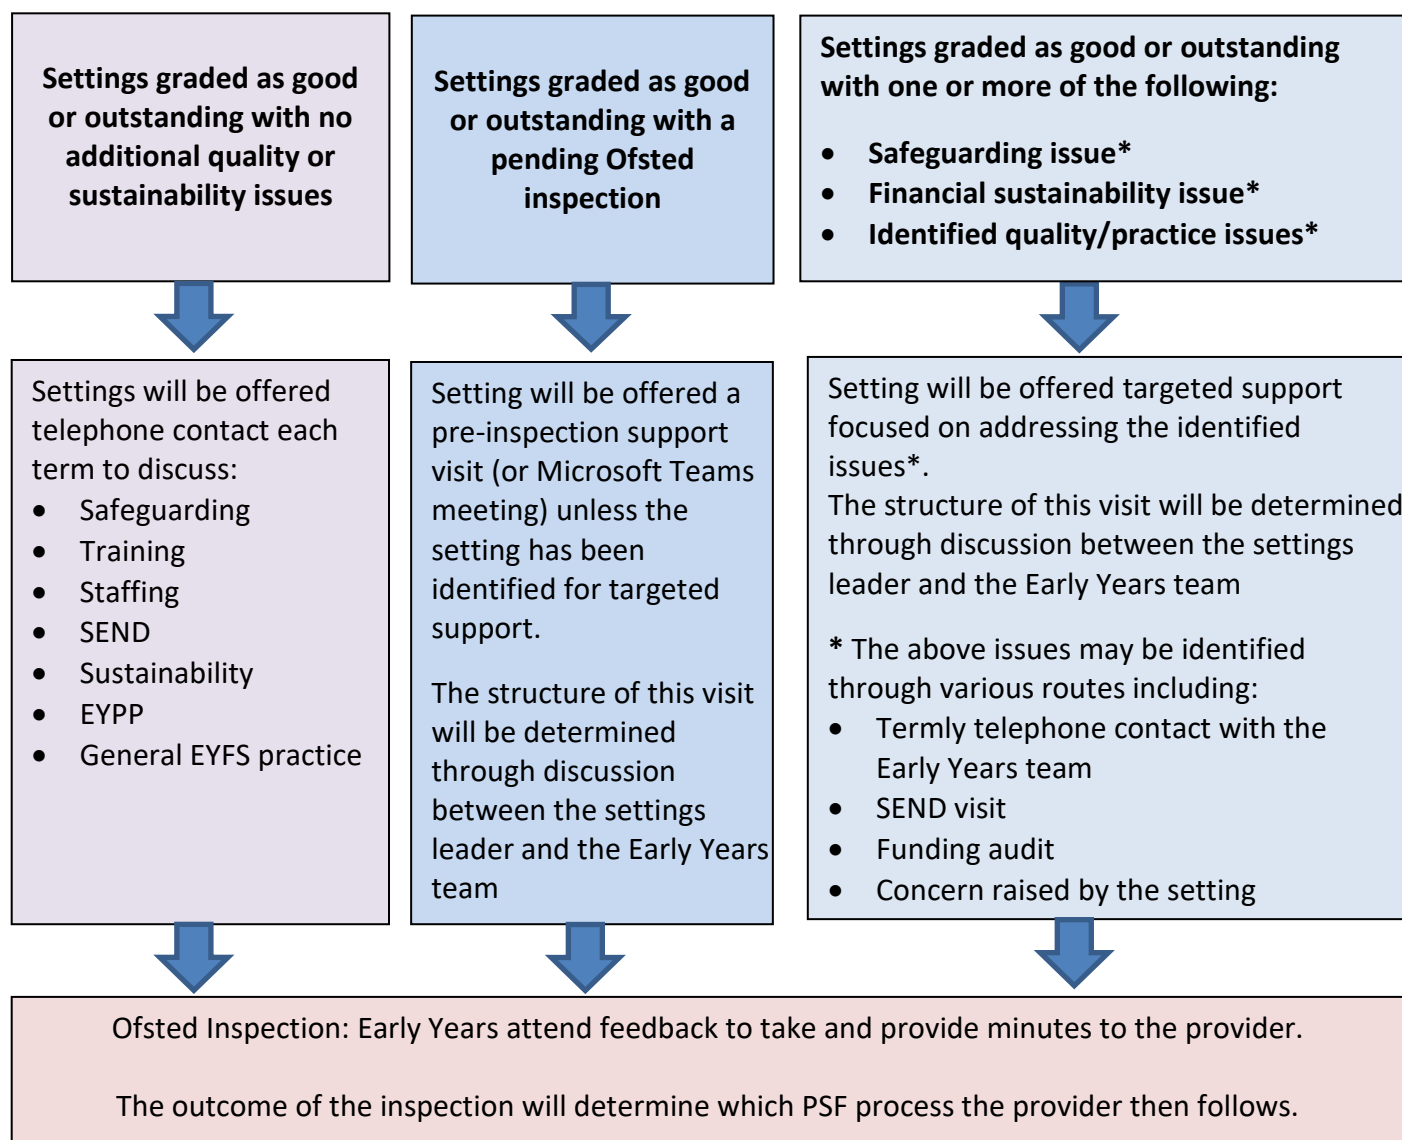 Settings graded as good
or outstanding with no
additional quality or
sustainability issues
Settings graded as good
or outstanding with a
pending Ofsted
inspection
Settings graded as good or outstanding
with one or more of the following:
• Safeguarding issue*
• Financial sustainability issue*
• Identified quality/practice issues*
Settings will be offered
telephone contact each
term to discuss:
• Safeguarding
• Training
• Staffing
• SEND
• Sustainability
• EYPP
• General EYFS practice
Setting will be offered a
pre-inspection support
visit (or Microsoft Teams
meeting) unless the
setting has been
identified for targeted
support.
The structure of this visit
will be determined
through discussion
between the settings
leader and the Early Years
team
Setting will be offered targeted support
focused on addressing the identified
issues*.
The structure of this visit will be determined
through discussion between the settings
leader and the Early Years team
* The above issues may be identified
through various routes including:
• Termly telephone contact with the
Early Years team
• SEND visit
• Funding audit
• Concern raised by the setting
Ofsted Inspection: Early Years attend feedback to take and provide minutes to the provider.
The outcome of the inspection will determine which PSF process the provider then follows.